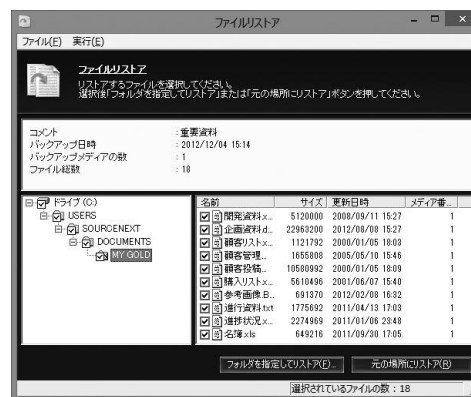 ファイルリストア
ファイル(F) 実行(E)
ファイルリストア
リストアするファイルを選択してください。
選択後「フォルダを指定してリストア」または「元の場所にリストア」ボタンを押してください。
コメント : 重要資料
バックアップ日時 : 2012/12/04 15:14
バックアップメディアの数 : 1
ファイル総数 : 18
ドライブ (C:)
USERS
SOURCENEXT
DOCUMENTS
MY GOLD
名前 サイズ 更新日時 メディア番...
開発資料.x... 5120000 2008/09/11 15:27 1
企画資料.d... 22963200 2012/08/08 15:27 1
顧客リスト.x... 1121792 2000/01/05 18:03 1
顧客管理... 1655808 2005/05/10 15:46 1
顧客投稿... 10580992 2000/01/05 18:09 1
購入リスト.x... 5610496 2001/06/07 15:40 1
参考画像.B... 691370 2012/02/08 16:32 1
進行資料.txt 1775692 2011/04/13 17:03 1
進捗状況.x... 2274969 2011/01/06 23:48 1
名簿.xls 649216 2011/09/30 17:05 1
フォルダを指定してリストア(F)... 元の場所にリストア(R)
選択されているファイルの数 : 18